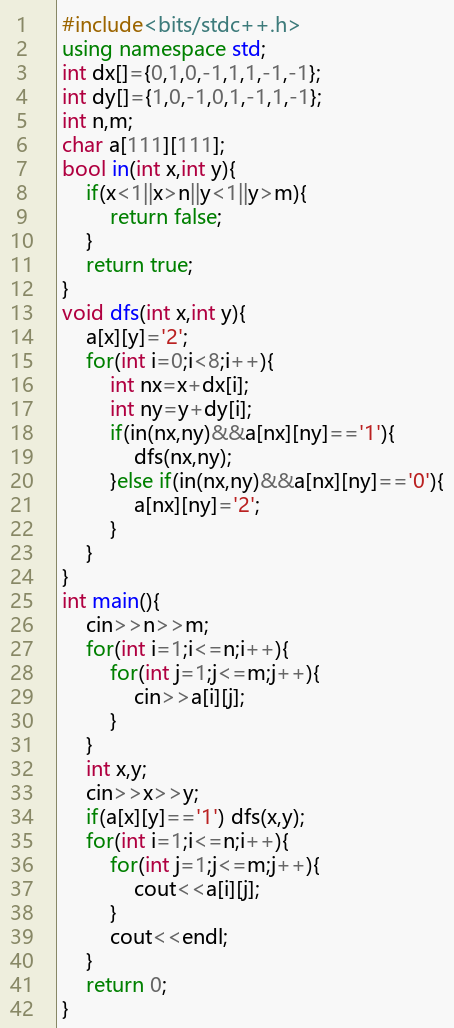 1 #include<bits/stdc++.h>
2 using namespace std;
3 int dx[]={0,1,0,-1,1,1,-1,-1};
4 int dy[]={1,0,-1,0,1,-1,1,-1};
5 int n,m;
6 char a[111][111];
7 bool in(int x,int y){
8     if(x<1||x>n||y<1||y>m){
9         return false;
10     }
11     return true;
12 }
13 void dfs(int x,int y){
14     a[x][y]='2';
15     for(int i=0;i<8;i++){
16         int nx=x+dx[i];
17         int ny=y+dy[i];
18         if(in(nx,ny)&&a[nx][ny]=='1'){
19             dfs(nx,ny);
20         }else if(in(nx,ny)&&a[nx][ny]=='0'){
21             a[nx][ny]='2';
22         }
23     }
24 }
25 int main(){
26     cin>>n>>m;
27     for(int i=1;i<=n;i++){
28         for(int j=1;j<=m;j++){
29             cin>>a[i][j];
30         }
31     }
32     int x,y;
33     cin>>x>>y;
34     if(a[x][y]=='1') dfs(x,y);
35     for(int i=1;i<=n;i++){
36         for(int j=1;j<=m;j++){
37             cout<<a[i][j];
38         }
39         cout<<endl;
40     }
41     return 0;
42 }